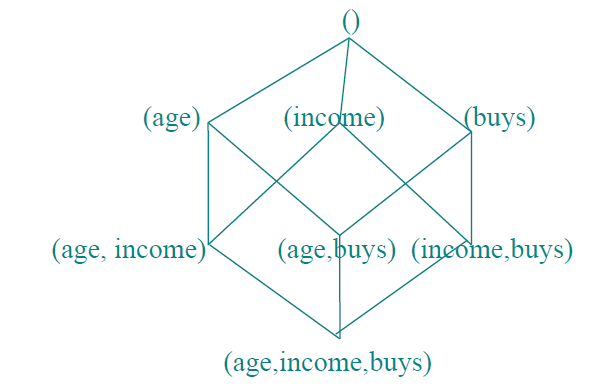 ()
(age) (income) (buys)
(age, income) (age,buys) (income,buys)
(age,income,buys)